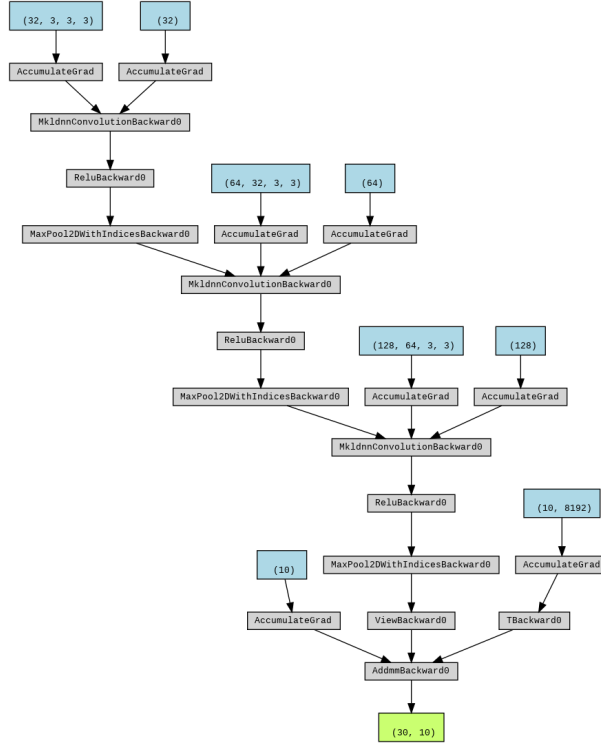 (32, 3, 3, 3) (32)
AccumulateGrad AccumulateGrad
MkldnnConvolutionBackward0
ReluBackward0 (64, 32, 3, 3) (64)
MaxPool2DWithIndicesBackward0 AccumulateGrad AccumulateGrad
MkldnnConvolutionBackward0
ReluBackward0 (128, 64, 3, 3) (128)
MaxPool2DWithIndicesBackward0 AccumulateGrad AccumulateGrad
MkldnnConvolutionBackward0
ReluBackward0 (10, 8192)
(10) MaxPool2DWithIndicesBackward0 AccumulateGrad
AccumulateGrad ViewBackward0 TBackward0
AddmmBackward0
(30, 10)